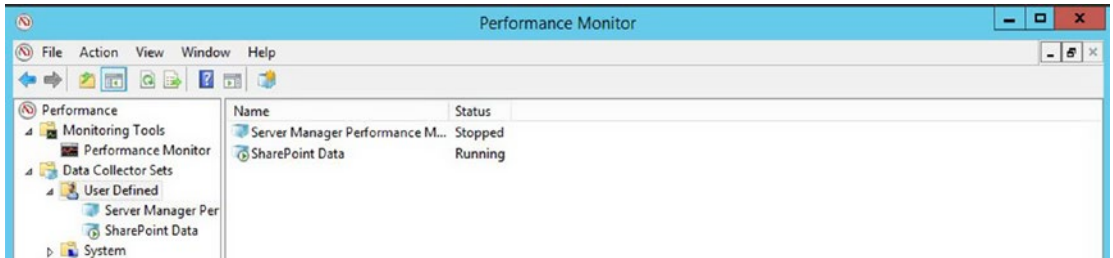 Performance Monitor
File Action View Window Help
Performance
Monitoring Tools
Performance Monitor
Data Collector Sets
User Defined
Server Manager Per
SharePoint Data
System
Name Status
Server Manager Performance M... Stopped
SharePoint Data Running